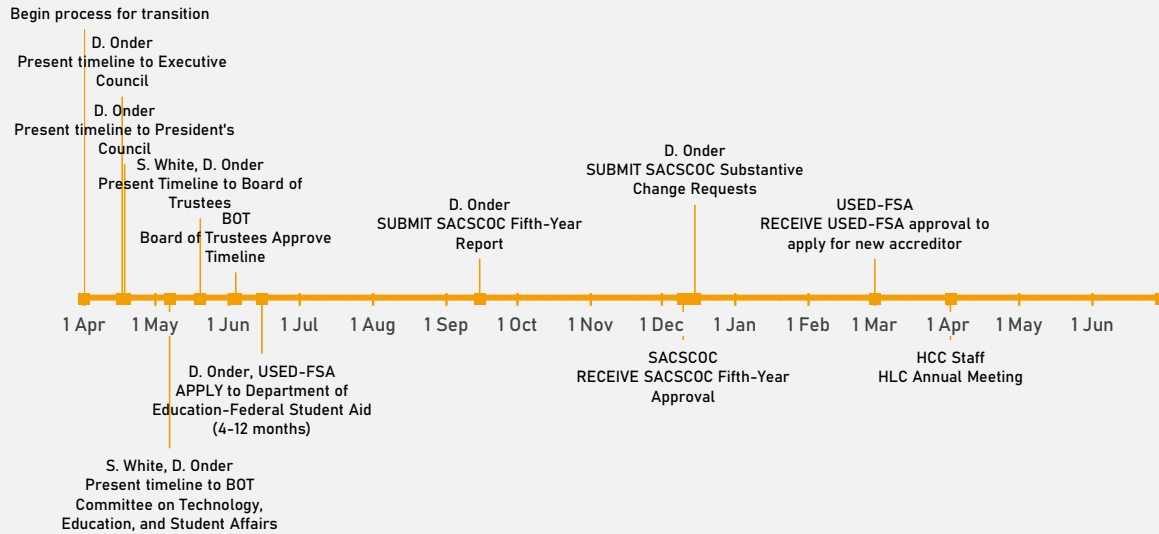 Begin process for transition
D. Onder
Present timeline to Executive
Council
D. Onder
Present timeline to President's
Council
S. White, D. Onder
Present Timeline to Board of
Trustees
BOT
Board of Trustees Approve
Timeline
D. Onder
SUBMIT SACSCOC Fifth-Year
Report
D. Onder
SUBMIT SACSCOC Substantive
Change Requests
USED-FSA
RECEIVE USED-FSA approval to
apply for new accreditor
1 Apr 1 May 1 Jun 1 Jul 1 Aug 1 Sep 1 Oct 1 Nov 1 Dec 1 Jan 1 Feb 1 Mar 1 Apr 1 May 1 Jun
D. Onder, USED-FSA
APPLY to Department of
Education-Federal Student Aid
(4-12 months)
S. White, D. Onder
Present timeline to BOT
Committee on Technology,
Education, and Student Affairs
SACSCOC
RECEIVE SACSCOC Fifth-Year
Approval
HCC Staff
HLC Annual Meeting